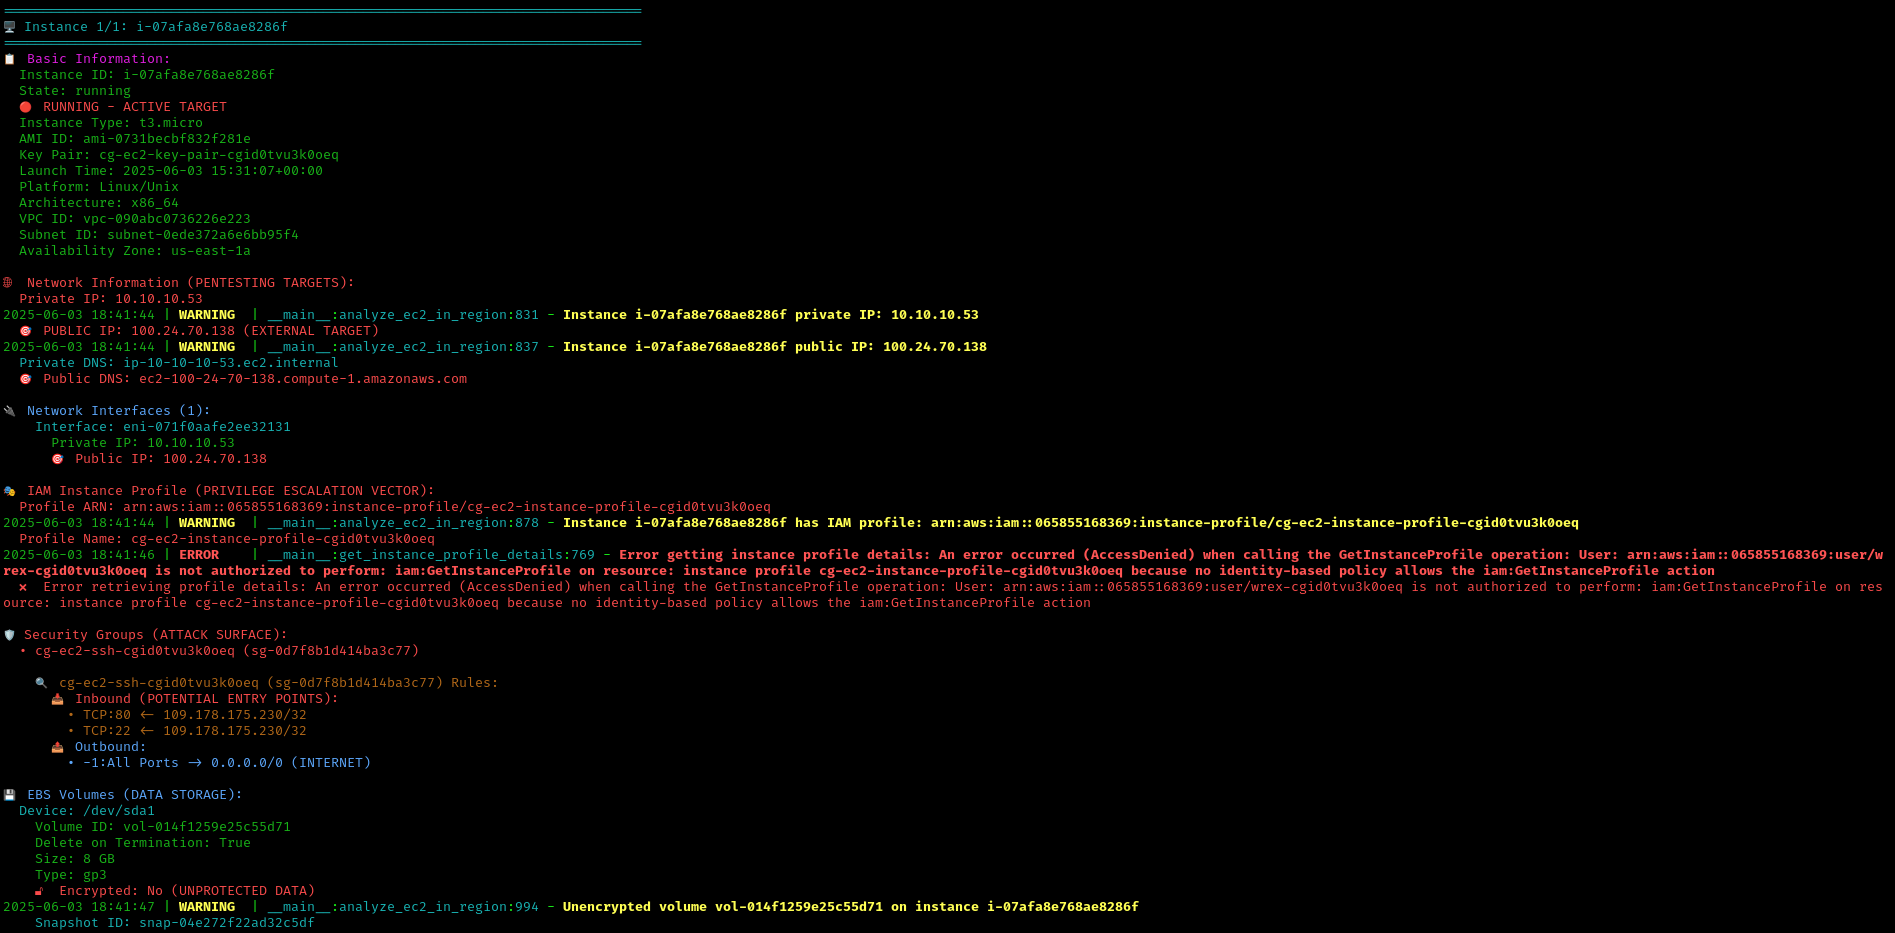 Instance 1/1: i-07afa8e768ae8286f
Basic Information:
Instance ID: i-07afa8e768ae8286f
State: running
RUNNING - ACTIVE TARGET
Instance Type: t3.micro
AMI ID: ami-0731becbf832f281e
Key Pair: cg-ec2-key-pair-cgid0tvu3k0oeq
Launch Time: 2025-06-03 15:31:07+00:00
Platform: Linux/Unix
Architecture: x86_64
VPC ID: vpc-090abc0736226e223
Subnet ID: subnet-0ede372a6e6bb95f4
Availability Zone: us-east-1a
Network Information (PENTESTING TARGETS):
Private IP: 10.10.10.53
2025-06-03 18:41:44 | WARNING  | __main__:analyze_ec2_in_region:831 - Instance i-07afa8e768ae8286f private IP: 10.10.10.53
PUBLIC IP: 100.24.70.138 (EXTERNAL TARGET)
2025-06-03 18:41:44 | WARNING  | __main__:analyze_ec2_in_region:837 - Instance i-07afa8e768ae8286f public IP: 100.24.70.138
Private DNS: ip-10-10-10-53.ec2.internal
Public DNS: ec2-100-24-70-138.compute-1.amazonaws.com
Network Interfaces (1):
Interface: eni-071f0aafe2ee32131
Private IP: 10.10.10.53
Public IP: 100.24.70.138
IAM Instance Profile (PRIVILEGE ESCALATION VECTOR):
Profile ARN: arn:aws:iam::065855168369:instance-profile/cg-ec2-instance-profile-cgid0tvu3k0oeq
2025-06-03 18:41:44 | WARNING  | __main__:analyze_ec2_in_region:878 - Instance i-07afa8e768ae8286f has IAM profile: arn:aws:iam::065855168369:instance-profile/cg-ec2-instance-profile-cgid0tvu3k0oeq
Profile Name: cg-ec2-instance-profile-cgid0tvu3k0oeq
2025-06-03 18:41:46 | ERROR    | __main__:get_instance_profile_details:769 - Error getting instance profile details: An error occurred (AccessDenied) when calling the GetInstanceProfile operation: User: arn:aws:iam::065855168369:user/w
rex-cgid0tvu3k0oeq is not authorized to perform: iam:GetInstanceProfile on resource: instance profile cg-ec2-instance-profile-cgid0tvu3k0oeq because no identity-based policy allows the iam:GetInstanceProfile action
❌ Error retrieving profile details: An error occurred (AccessDenied) when calling the GetInstanceProfile operation: User: arn:aws:iam::065855168369:user/wrex-cgid0tvu3k0oeq is not authorized to perform: iam:GetInstanceProfile on res
ource: instance profile cg-ec2-instance-profile-cgid0tvu3k0oeq because no identity-based policy allows the iam:GetInstanceProfile action
Security Groups (ATTACK SURFACE):
• cg-ec2-ssh-cgid0tvu3k0oeq (sg-0d7f8b1d414ba3c77)
cg-ec2-ssh-cgid0tvu3k0oeq (sg-0d7f8b1d414ba3c77) Rules:
Inbound (POTENTIAL ENTRY POINTS):
• TCP:80 ← 109.178.175.230/32
• TCP:22 ← 109.178.175.230/32
Outbound:
• -1:All Ports → 0.0.0.0/0 (INTERNET)
EBS Volumes (DATA STORAGE):
Device: /dev/sda1
Volume ID: vol-014f1259e25c55d71
Delete on Termination: True
Size: 8 GB
Type: gp3
Encrypted: No (UNPROTECTED DATA)
2025-06-03 18:41:47 | WARNING  | __main__:analyze_ec2_in_region:994 - Unencrypted volume vol-014f1259e25c55d71 on instance i-07afa8e768ae8286f
Snapshot ID: snap-04e272f22ad32c5df